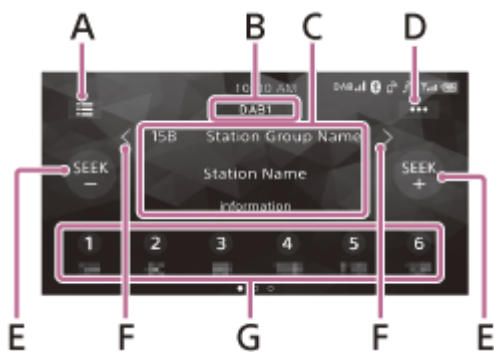 A B C D
10:10 AM DAB
DAB1
15B Station Group Name
< >
SEEK
−
Station Name
SEEK
+
information
1 2 3 4 5 6
E F G F E